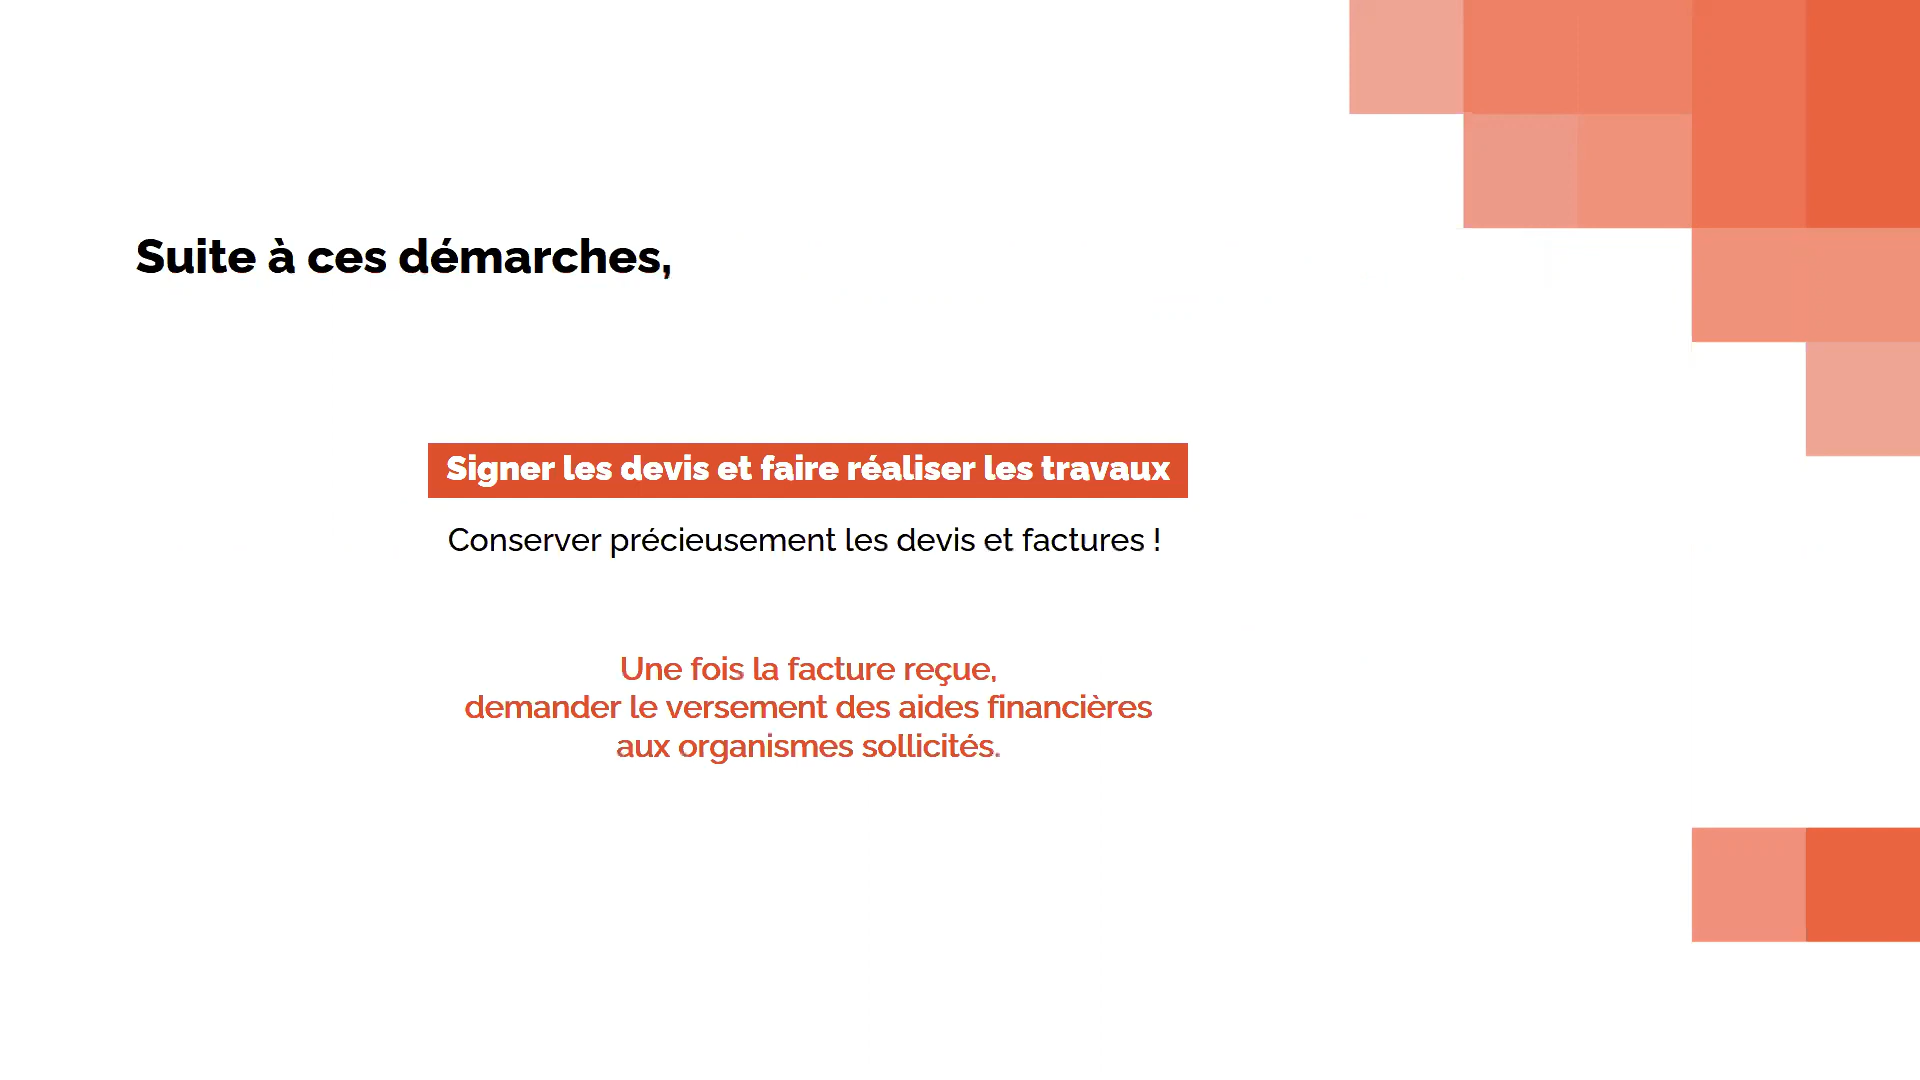 Suite à ces démarches,
Signer les devis et faire réaliser les travaux
Conserver précieusement les devis et factures !
Une fois la facture reçue,
demander le versement des aides financières
aux organismes sollicités.